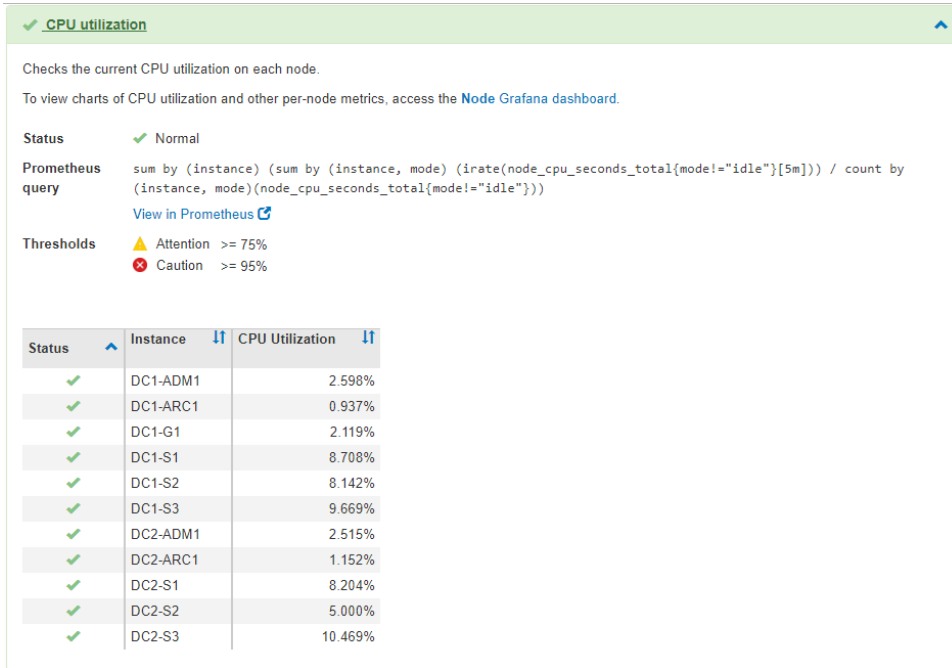 CPU utilization
Checks the current CPU utilization on each node.
To view charts of CPU utilization and other per-node metrics, access the Node Grafana dashboard.
Status Normal
Prometheus query sum by (instance) (sum by (instance, mode) (irate(node_cpu_seconds_total{mode!="idle"}[5m])) / count by
(instance, mode)(node_cpu_seconds_total{mode!="idle"}))
View in Prometheus
Thresholds Attention >= 75%
Caution >= 95%
Status Instance CPU Utilization
DC1-ADM1 2.598%
DC1-ARC1 0.937%
DC1-G1 2.119%
DC1-S1 8.708%
DC1-S2 8.142%
DC1-S3 9.669%
DC2-ADM1 2.515%
DC2-ARC1 1.152%
DC2-S1 8.204%
DC2-S2 5.000%
DC2-S3 10.469%